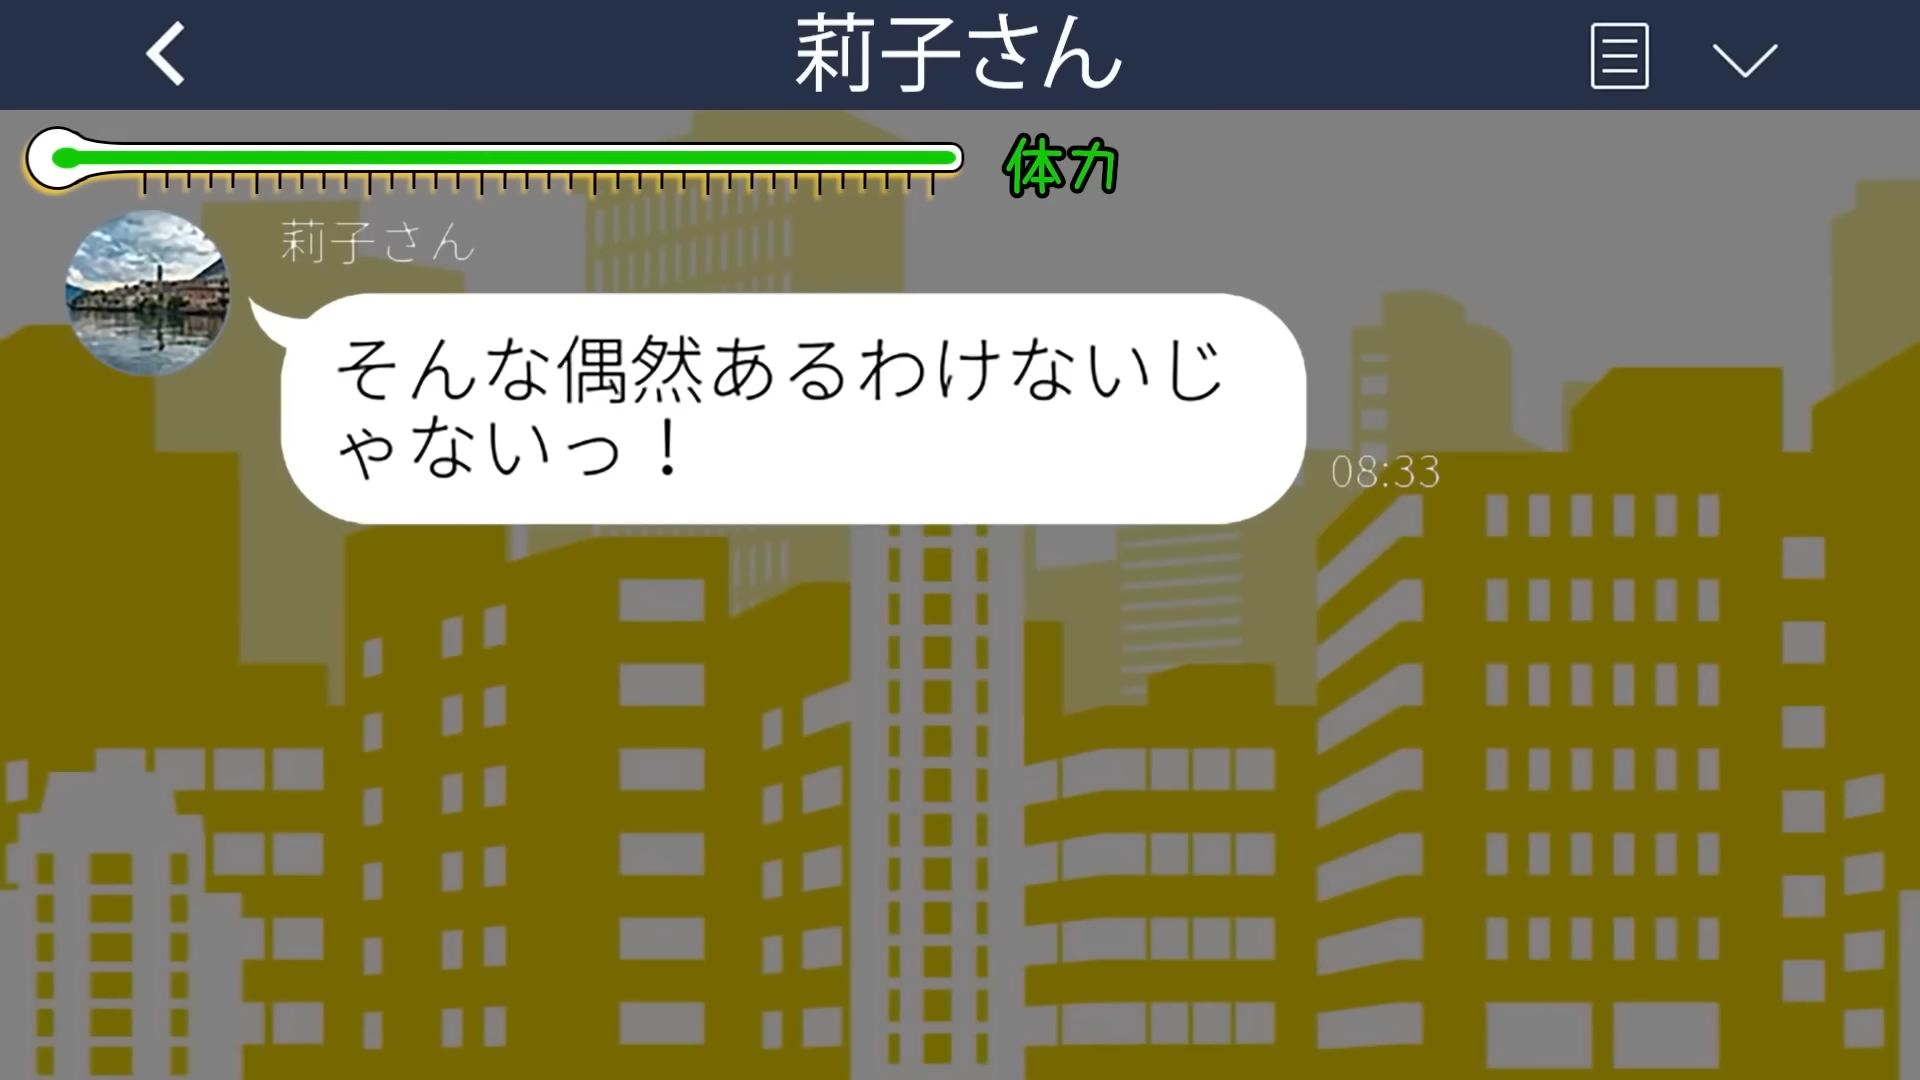 莉子さん
体力
莉子さん
そんな偶然あるわけないじ
ゃないっ！
08:33